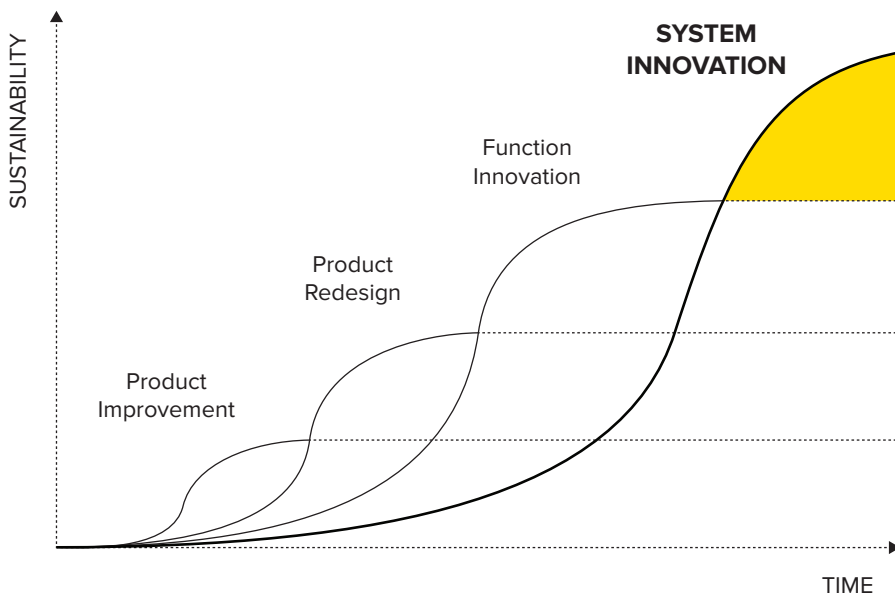 SUSTAINABILITY
SYSTEM
INNOVATION
Function
Innovation
Product
Redesign
Product
Improvement
TIME